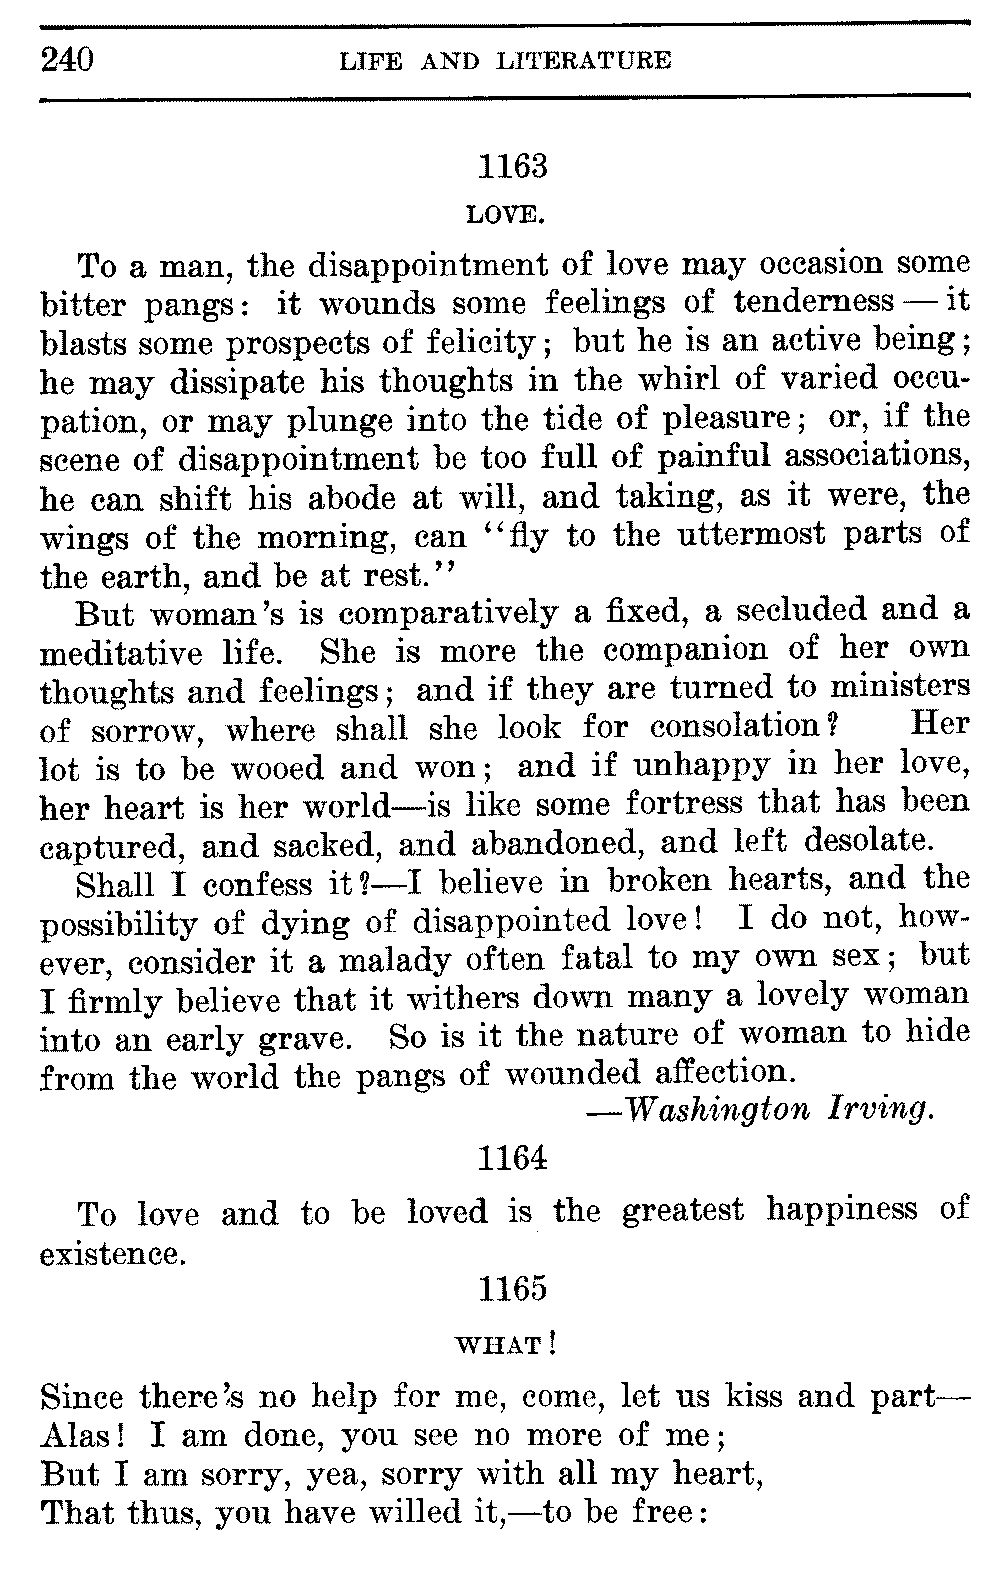 240 LIFE AND LITERATURE
1163
LOVE.
To a man, the disappointment of love may occasion some
bitter pangs: it wounds some feelings of tenderness — it
blasts some prospects of felicity; but he is an active being;
he may dissipate his thoughts in the whirl of varied occu-
pation, or may plunge into the tide of pleasure; or, if the
scene of disappointment be too full of painful associations,
he can shift his abode at will, and taking, as it were, the
wings of the morning, can "fly to the uttermost parts of
the earth, and be at rest."
But woman's is comparatively a fixed, a secluded and a
meditative life. She is more the companion of her own
thoughts and feelings; and if they are turned to ministers
of sorrow, where shall she look for consolation? Her
lot is to be wooed and won; and if unhappy in her love,
her heart is her world—is like some fortress that has been
captured, and sacked, and abandoned, and left desolate.
Shall I confess it?—I believe in broken hearts, and the
possibility of dying of disappointed love! I do not, how-
ever, consider it a malady often fatal to my own sex; but
I firmly believe that it withers down many a lovely woman
into an early grave. So is it the nature of woman to hide
from the world the pangs of wounded affection.
—Washington Irving.
1164
To love and to be loved is the greatest happiness of
existence.
1165
WHAT!
Since there's no help for me, come, let us kiss and part—
Alas! I am done, you see no more of me;
But I am sorry, yea, sorry with all my heart,
That thus, you have willed it,—to be free: